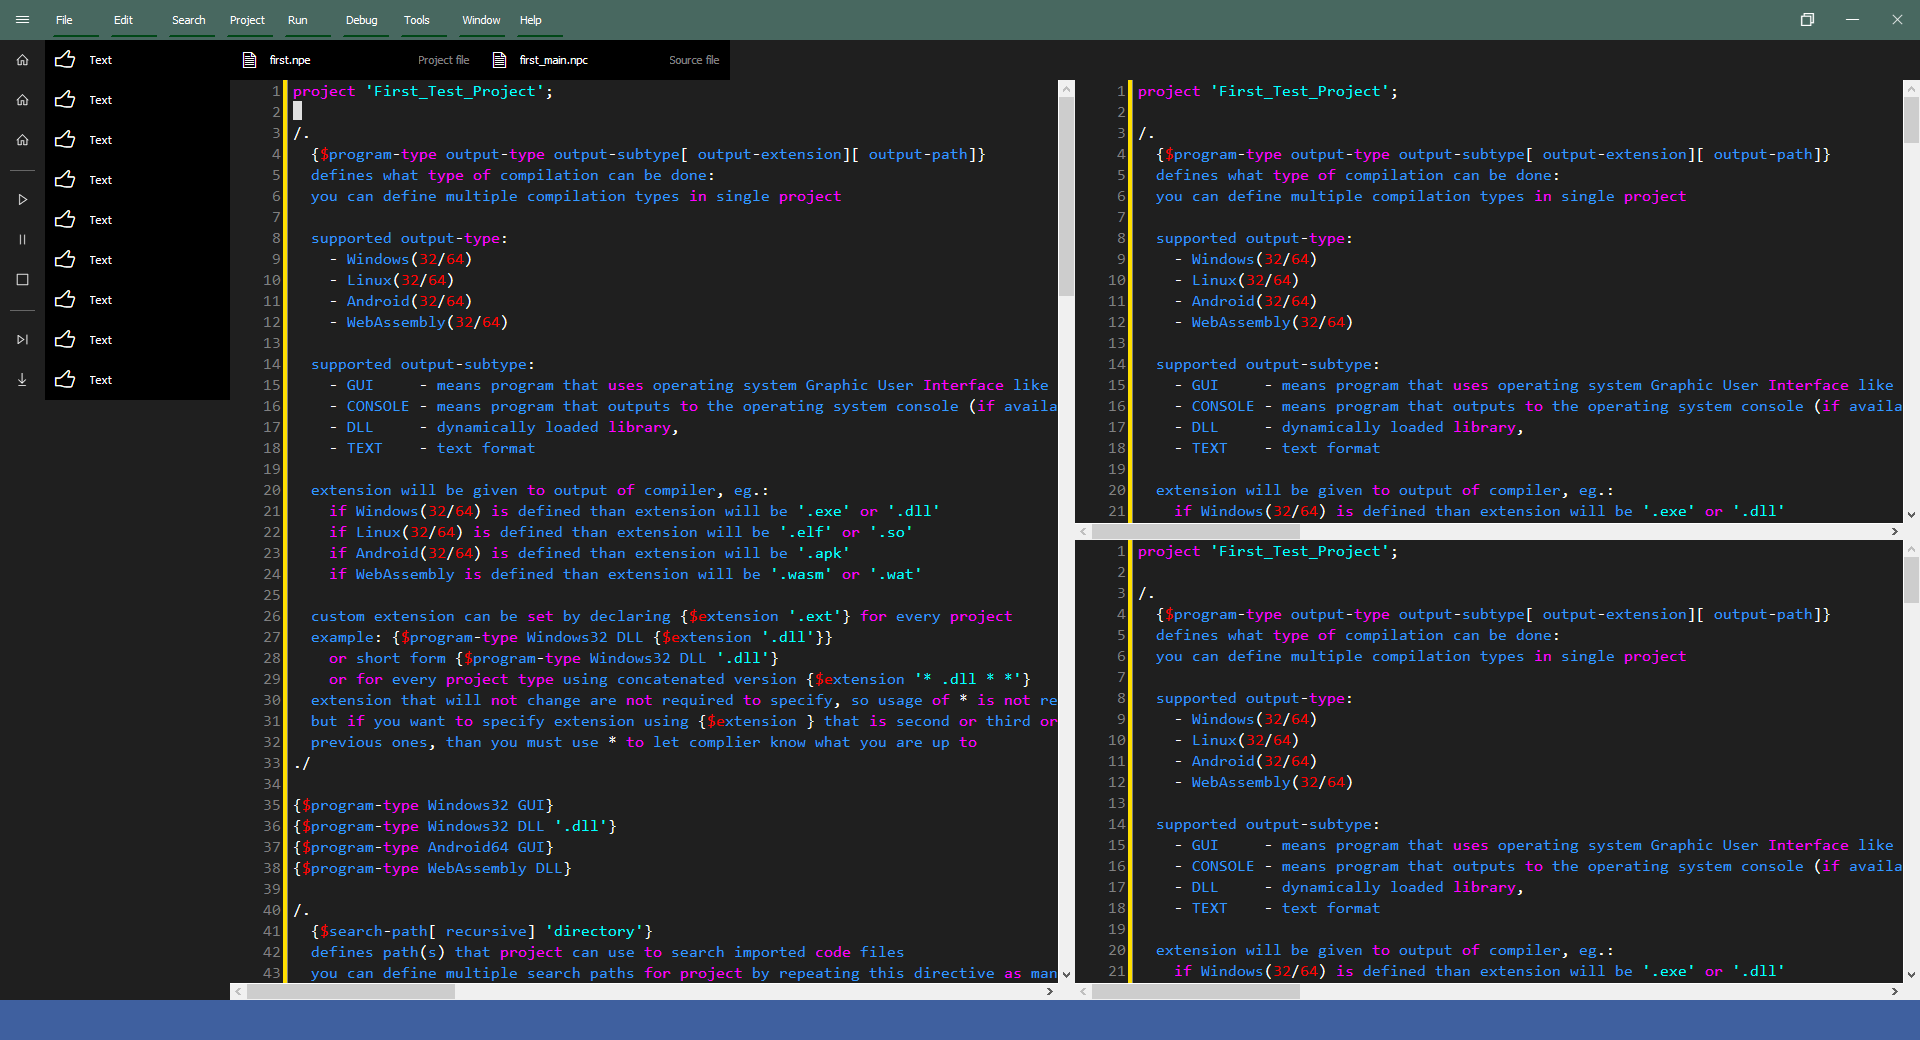 File Edit Search Project Run Debug Tools Window Help
Text
Text
Text
Text
Text
Text
Text
Text
Text
first.npe Project file first_main.npc Source file
1 project 'First_Test_Project';
2
3 /.
4   {$program-type output-type output-subtype[ output-extension][ output-path]}
5   defines what type of compilation can be done:
6   you can define multiple compilation types in single project
7
8   supported output-type:
9     - Windows(32/64)
10     - Linux(32/64)
11     - Android(32/64)
12     - WebAssembly(32/64)
13
14   supported output-subtype:
15     - GUI     - means program that uses operating system Graphic User Interface like
16     - CONSOLE - means program that outputs to the operating system console (if availa
17     - DLL     - dynamically loaded library,
18     - TEXT    - text format
19
20   extension will be given to output of compiler, eg.:
21     if Windows(32/64) is defined than extension will be '.exe' or '.dll'
22     if Linux(32/64) is defined than extension will be '.elf' or '.so'
23     if Android(32/64) is defined than extension will be '.apk'
24     if WebAssembly is defined than extension will be '.wasm' or '.wat'
25
26   custom extension can be set by declaring {$extension '.ext'} for every project
27   example: {$program-type Windows32 DLL {$extension '.dll'}}
28     or short form {$program-type Windows32 DLL '.dll'}
29     or for every project type using concatenated version {$extension '* .dll * *'}
30   extension that will not change are not required to specify, so usage of * is not re
31   but if you want to specify extension using {$extension } that is second or third or
32   previous ones, than you must use * to let complier know what you are up to
33 ./
34
35 {$program-type Windows32 GUI}
36 {$program-type Windows32 DLL '.dll'}
37 {$program-type Android64 GUI}
38 {$program-type WebAssembly DLL}
39
40 /.
41   {$search-path[ recursive] 'directory'}
42   defines path(s) that project can use to search imported code files
43   you can define multiple search paths for project by repeating this directive as man
1 project 'First_Test_Project';
2
3 /.
4   {$program-type output-type output-subtype[ output-extension][ output-path]}
5   defines what type of compilation can be done:
6   you can define multiple compilation types in single project
7
8   supported output-type:
9     - Windows(32/64)
10     - Linux(32/64)
11     - Android(32/64)
12     - WebAssembly(32/64)
13
14   supported output-subtype:
15     - GUI     - means program that uses operating system Graphic User Interface like
16     - CONSOLE - means program that outputs to the operating system console (if availa
17     - DLL     - dynamically loaded library,
18     - TEXT    - text format
19
20   extension will be given to output of compiler, eg.:
21     if Windows(32/64) is defined than extension will be '.exe' or '.dll'
1 project 'First_Test_Project';
2
3 /.
4   {$program-type output-type output-subtype[ output-extension][ output-path]}
5   defines what type of compilation can be done:
6   you can define multiple compilation types in single project
7
8   supported output-type:
9     - Windows(32/64)
10     - Linux(32/64)
11     - Android(32/64)
12     - WebAssembly(32/64)
13
14   supported output-subtype:
15     - GUI     - means program that uses operating system Graphic User Interface like
16     - CONSOLE - means program that outputs to the operating system console (if availa
17     - DLL     - dynamically loaded library,
18     - TEXT    - text format
19
20   extension will be given to output of compiler, eg.:
21     if Windows(32/64) is defined than extension will be '.exe' or '.dll'